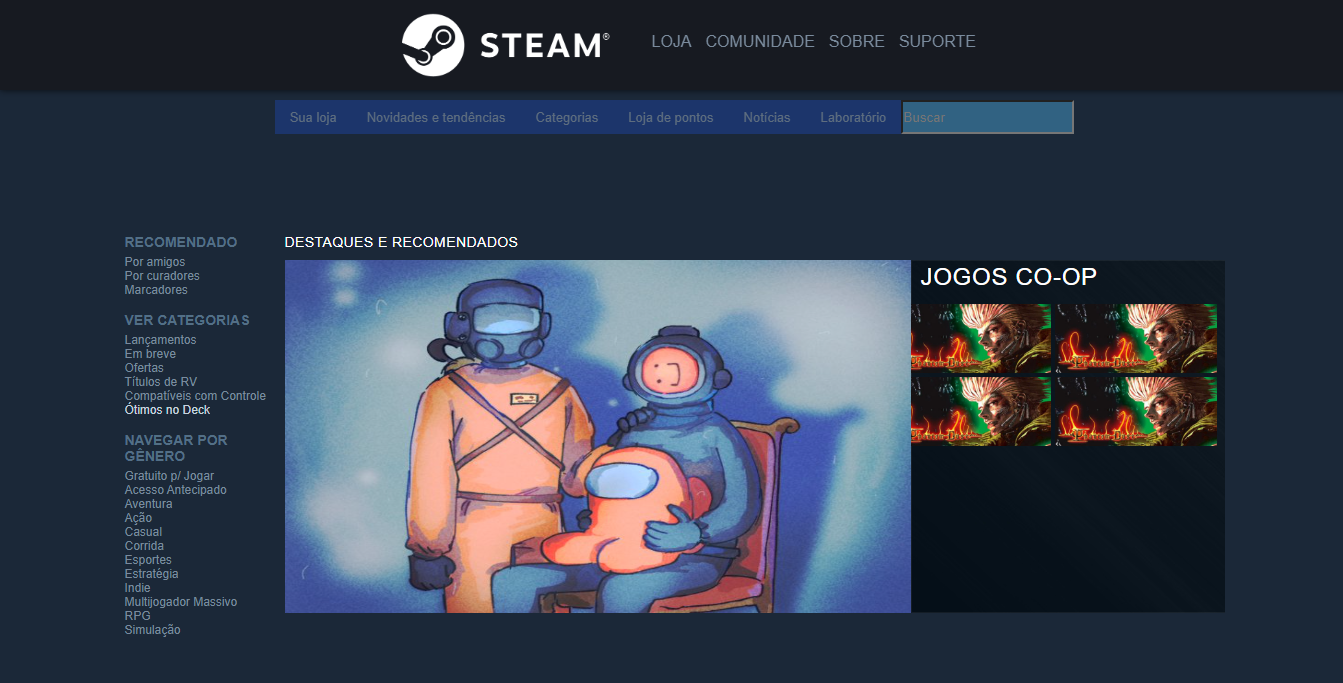 STEAM®
LOJA COMUNIDADE SOBRE SUPORTE
Sua loja Novidades e tendências Categorias Loja de pontos Notícias Laboratório Buscar
RECOMENDADO
Por amigos
Por curadores
Marcadores
VER CATEGORIAS
Lançamentos
Em breve
Ofertas
Títulos de RV
Compatíveis com Controle
Ótimos no Deck
NAVEGAR POR
GÊNERO
Gratuito p/ Jogar
Acesso Antecipado
Aventura
Ação
Casual
Corrida
Esportes
Estratégia
Indie
Multijogador Massivo
RPG
Simulação
DESTAQUES E RECOMENDADOS
JOGOS CO-OP